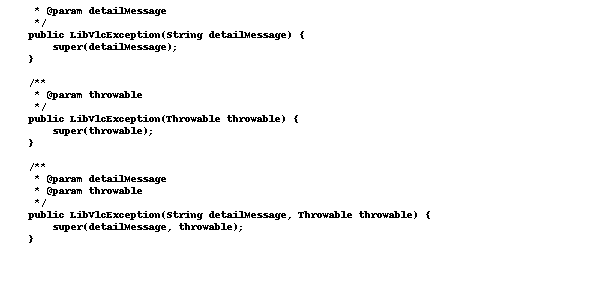 * @param detailMessage
*/
public LibVlcException(String detailMessage) {
super(detailMessage);
}
/**
* @param throwable
*/
public LibVlcException(Throwable throwable) {
super(throwable);
}
/**
* @param detailMessage
* @param throwable
*/
public LibVlcException(String detailMessage, Throwable throwable) {
super(detailMessage, throwable);
}